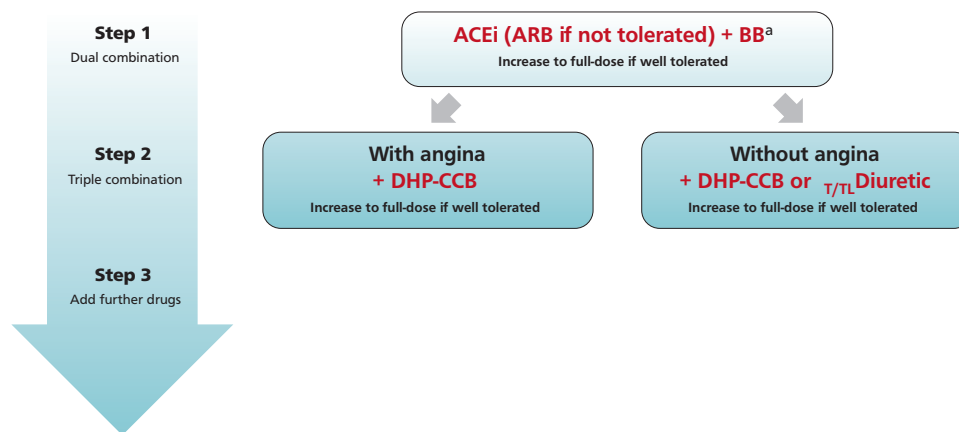 Step 1
Dual combination
ACEi (ARB if not tolerated) + BBᵃ
Increase to full-dose if well tolerated
Step 2
Triple combination
With angina
+ DHP-CCB
Increase to full-dose if well tolerated
Without angina
+ DHP-CCB or T/TLDiuretic
Increase to full-dose if well tolerated
Step 3
Add further drugs